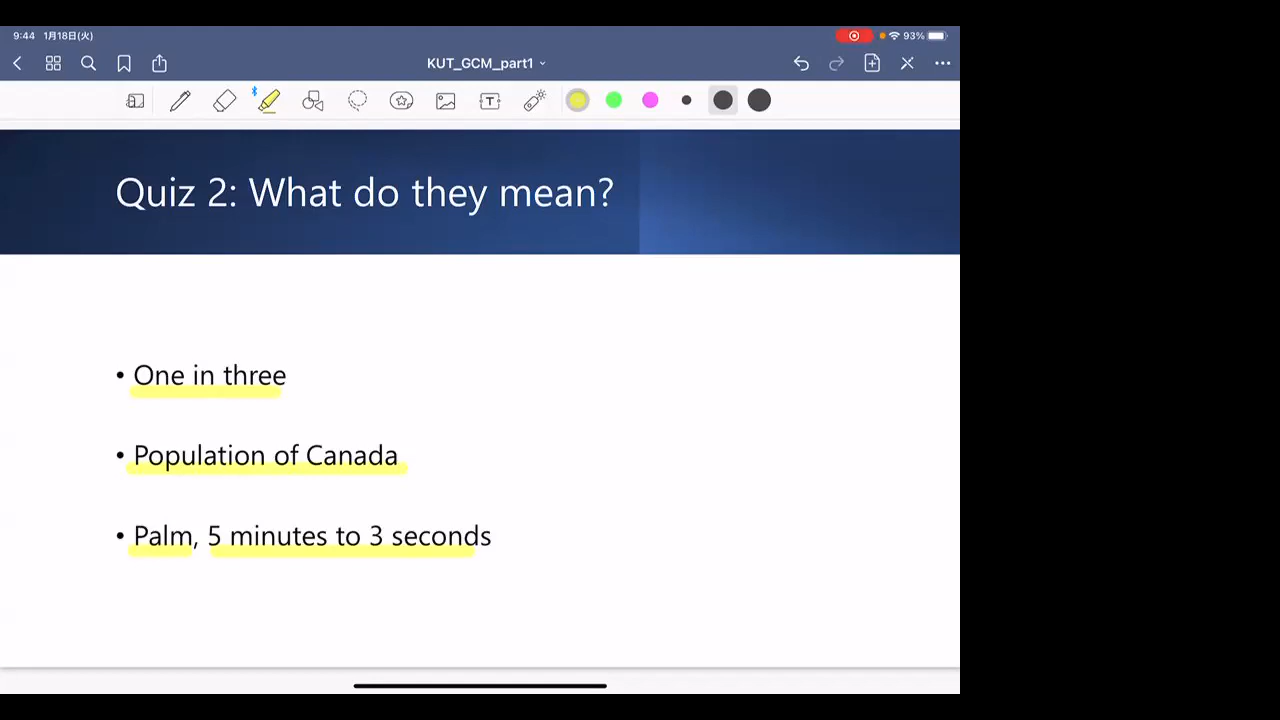 9:44 1月18日(火)
93%
KUT_GCM_part1
T
Quiz 2: What do they mean?
• One in three
• Population of Canada
• Palm, 5 minutes to 3 seconds